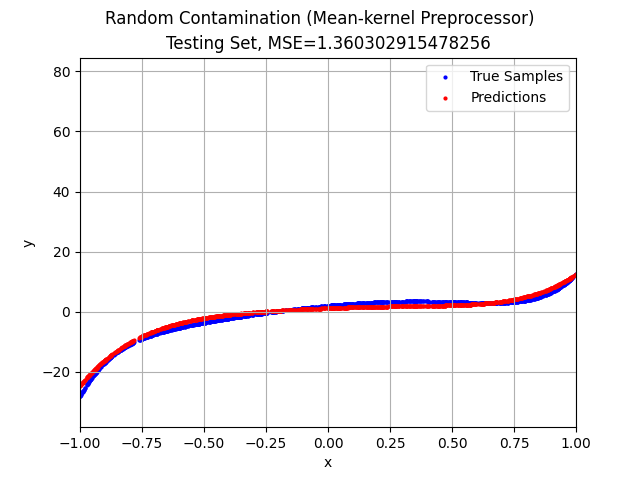 Random Contamination (Mean-kernel Preprocessor)
Testing Set, MSE=1.360302915478256
True Samples
Predictions
80
60
40
20
0
−20
y
−1.00 −0.75 −0.50 −0.25 0.00 0.25 0.50 0.75 1.00
x